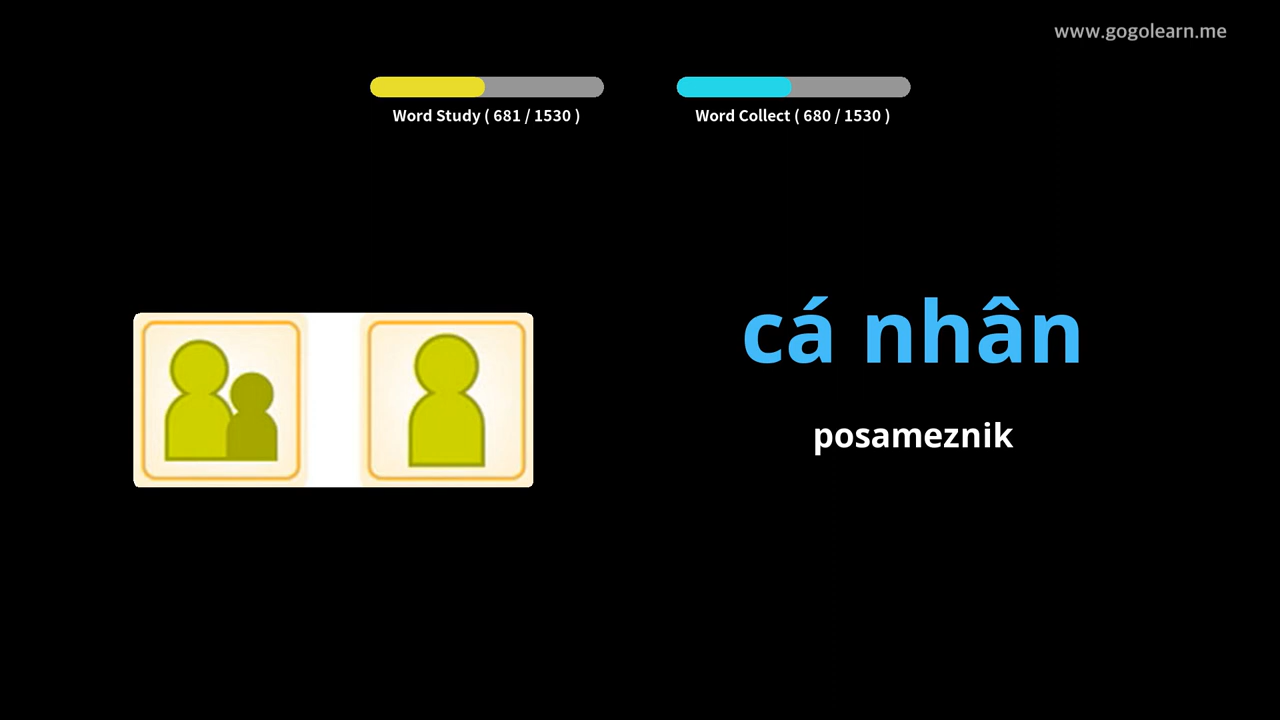 www.gogolearn.me
Word Study ( 681 / 1530 )
Word Collect ( 680 / 1530 )
cá nhân
posameznik